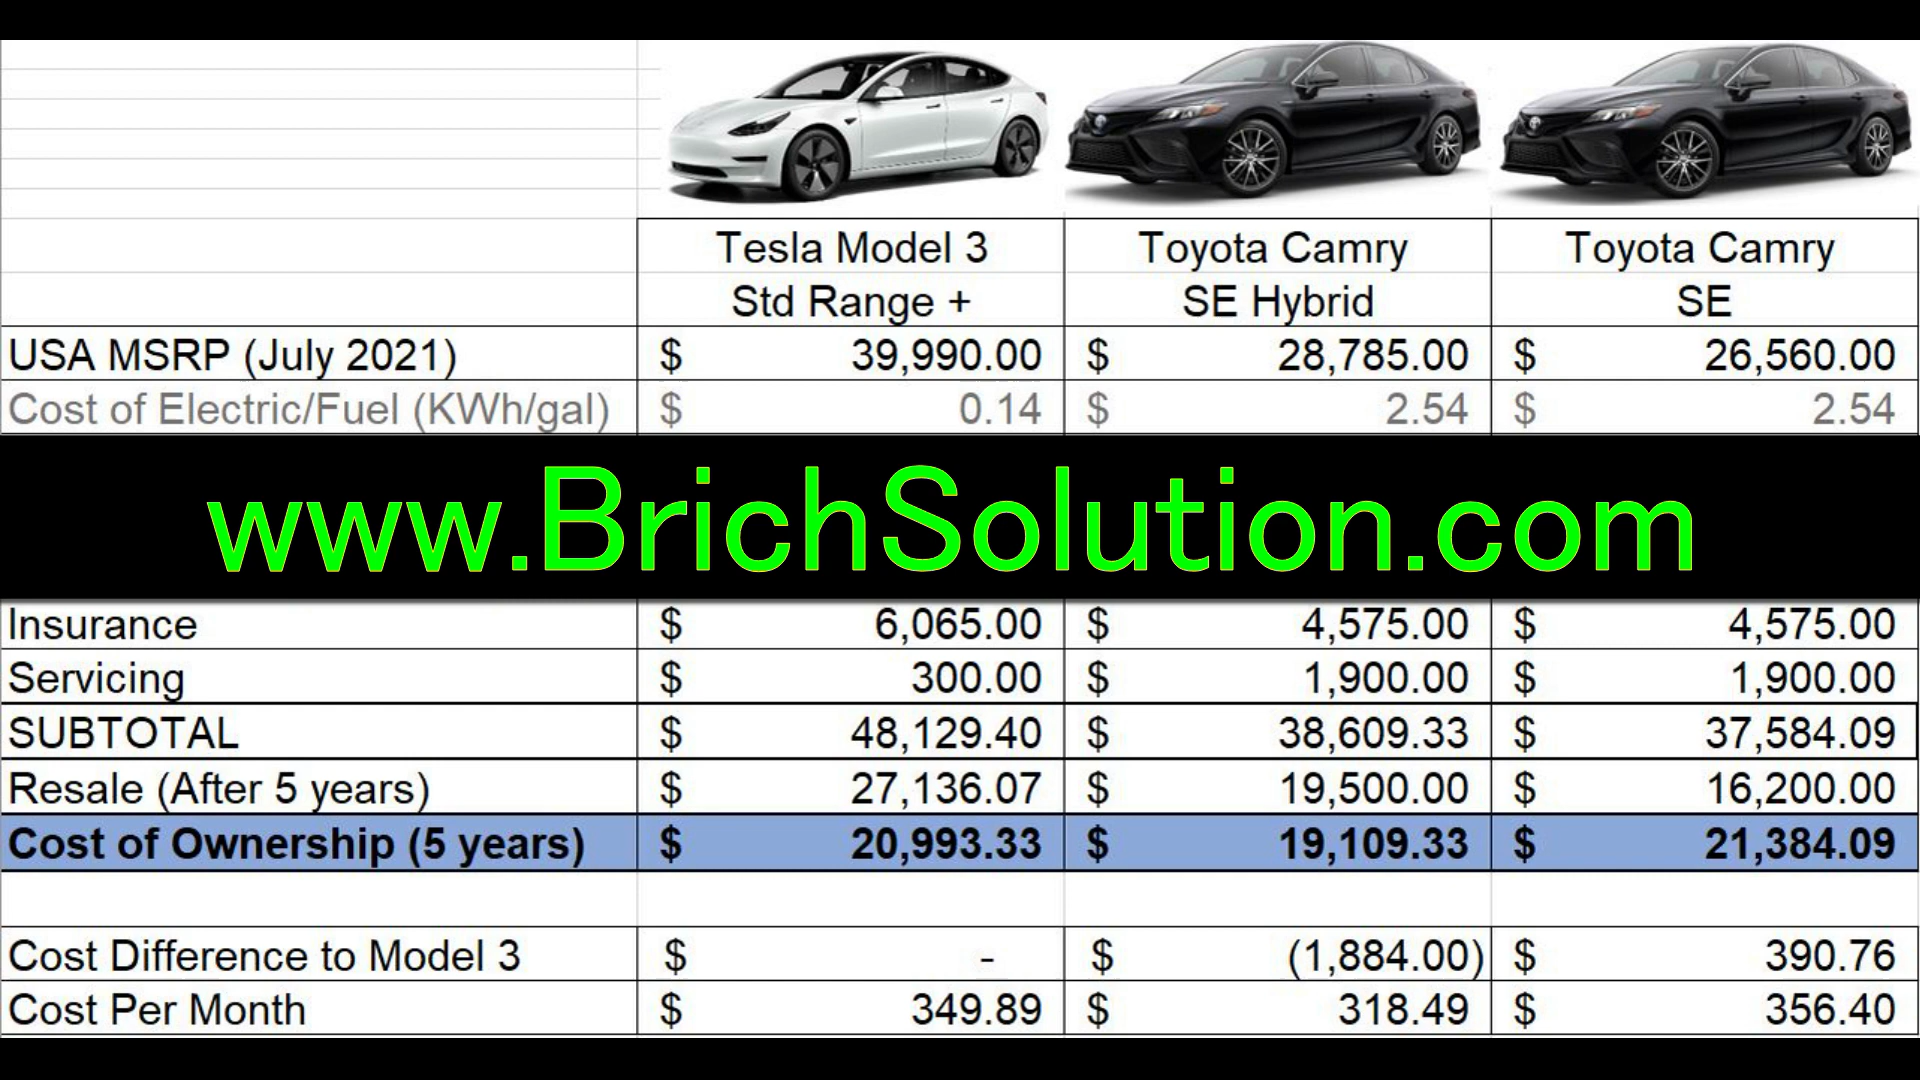 Tesla Model 3 Toyota Camry Toyota Camry
Std Range + SE Hybrid SE
USA MSRP (July 2021) $ 39,990.00 $ 28,785.00 $ 26,560.00
Cost of Electric/Fuel (KWh/gal) $ 0.14 $ 2.54 $ 2.54
www.BrichSolution.com
Insurance $ 6,065.00 $ 4,575.00 $ 4,575.00
Servicing $ 300.00 $ 1,900.00 $ 1,900.00
SUBTOTAL $ 48,129.40 $ 38,609.33 $ 37,584.09
Resale (After 5 years) $ 27,136.07 $ 19,500.00 $ 16,200.00
Cost of Ownership (5 years) $ 20,993.33 $ 19,109.33 $ 21,384.09
Cost Difference to Model 3 $ - $ (1,884.00) $ 390.76
Cost Per Month $ 349.89 $ 318.49 $ 356.40